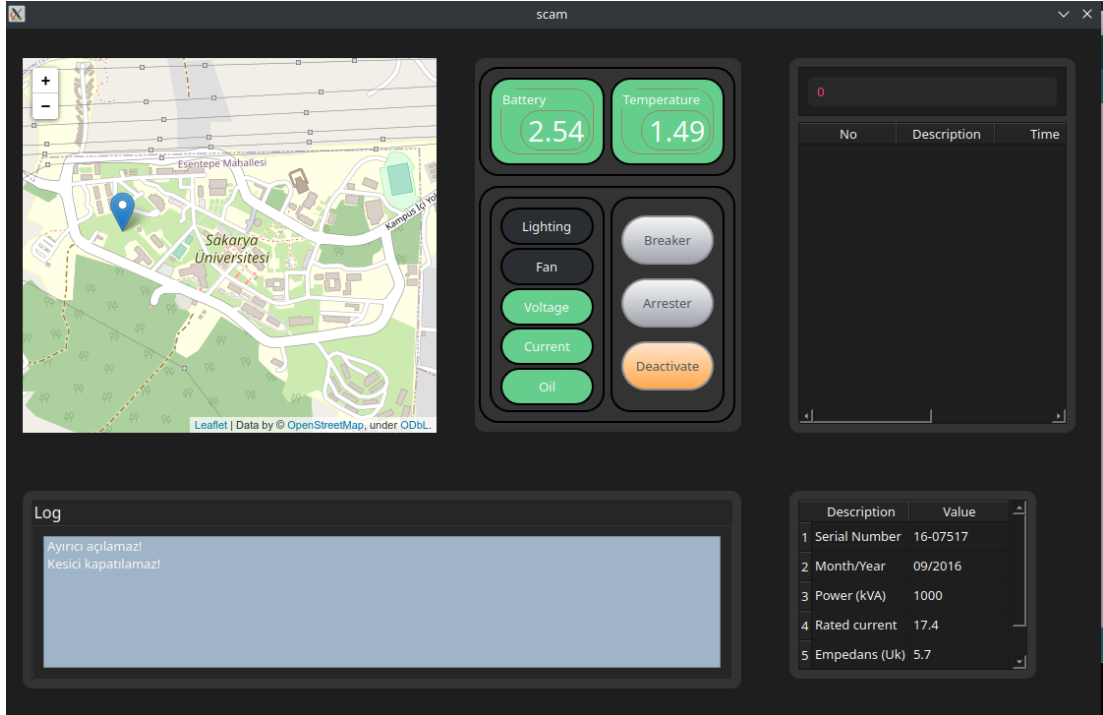 scam
+
−
Esentepe Mahallesi
Kampüs İçi Yolu
Sakarya
Üniversitesi
Leaflet | Data by © OpenStreetMap, under ODbL.
Battery
2.54
Temperature
1.49
Lighting
Fan
Voltage
Current
Oil
Breaker
Arrester
Deactivate
0
No Description Time
Log
Ayırıcı açılamaz!
Kesici kapatılamaz!
Description Value
1 Serial Number 16-07517
2 Month/Year 09/2016
3 Power (kVA) 1000
4 Rated current 17.4
5 Empedans (Uk) 5.7